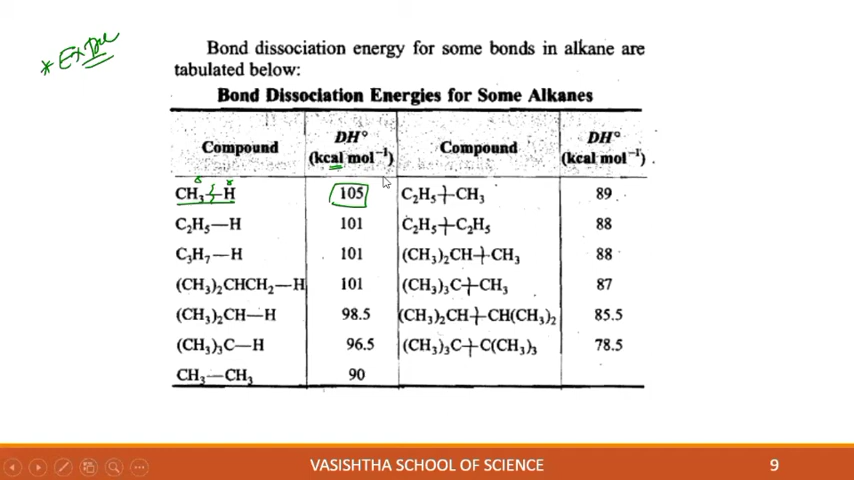 * Ex
Bond dissociation energy for some bonds in alkane are
tabulated below:
Bond Dissociation Energies for Some Alkanes
Compound DH° (kcal mol⁻¹) Compound DH° (kcal mol⁻¹)
CH₃—H 105 C₂H₅—CH₃ 89
C₂H₅—H 101 C₂H₅—C₂H₅ 88
C₃H₇—H 101 (CH₃)₂CH—CH₃ 88
(CH₃)₂CHCH₂—H 101 (CH₃)₃C—CH₃ 87
(CH₃)₂CH—H 98.5 (CH₃)₂CH—CH(CH₃)₂ 85.5
(CH₃)₃C—H 96.5 (CH₃)₃C—C(CH₃)₃ 78.5
CH₃—CH₃ 90
VASISHTHA SCHOOL OF SCIENCE 9